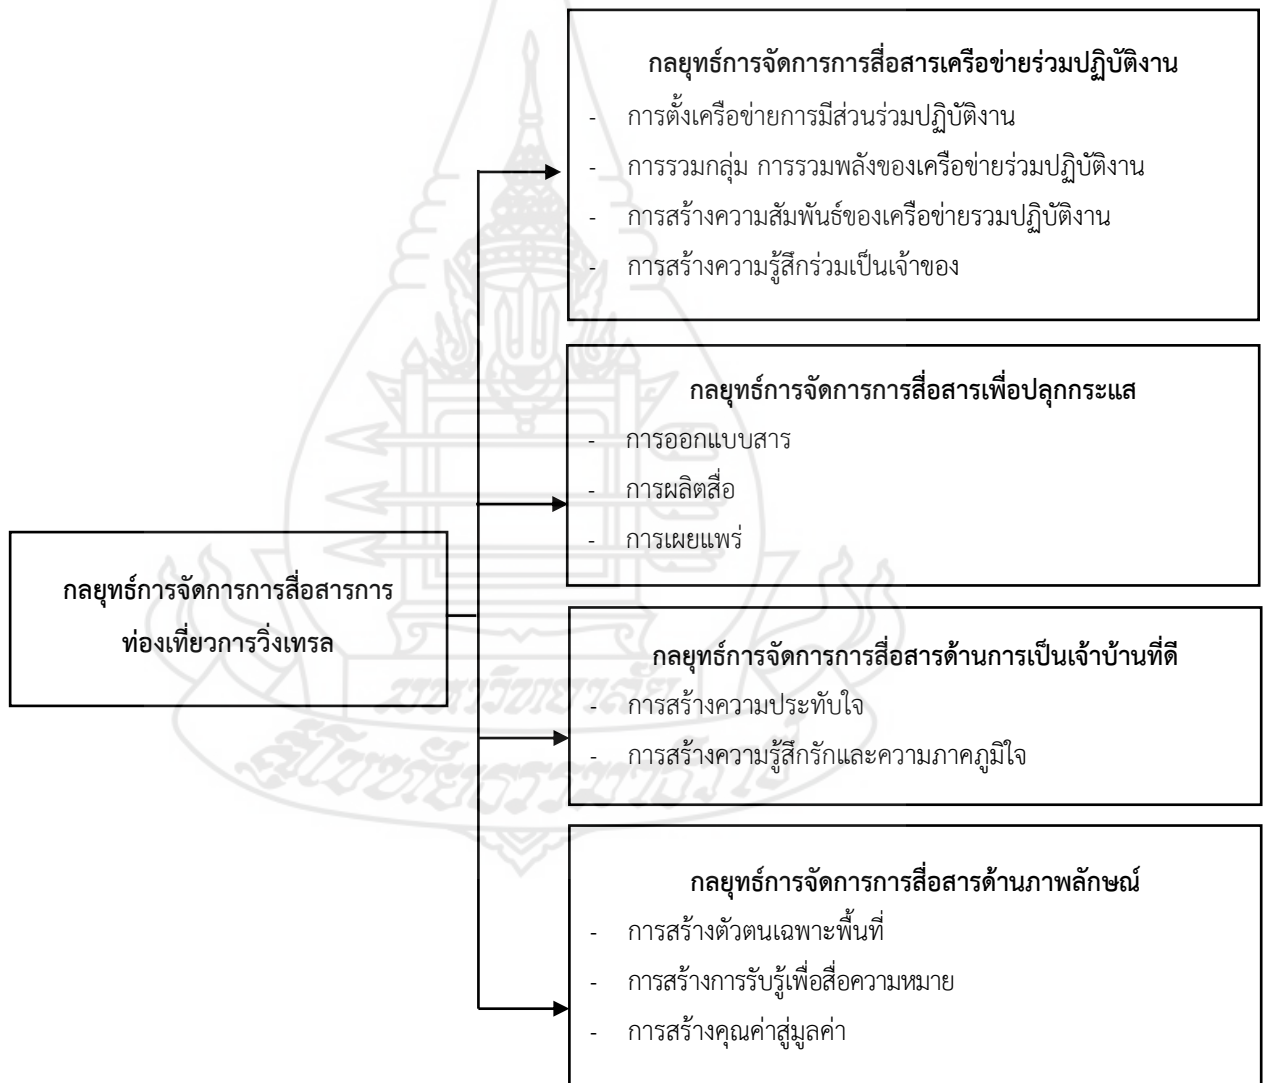 กลยุทธ์การจัดการการสื่อสารเครือข่ายร่วมปฏิบัติงาน
- การตั้งเครือข่ายการมีส่วนร่วมปฏิบัติงาน
- การรวมกลุ่ม การรวมพลังของเครือข่ายร่วมปฏิบัติงาน
- การสร้างความสัมพันธ์ของเครือข่ายรวมปฏิบัติงาน
- การสร้างความรู้สึกร่วมเป็นเจ้าของ
กลยุทธ์การจัดการการสื่อสารเพื่อปลุกกระแส
- การออกแบบสาร
- การผลิตสื่อ
- การเผยแพร่
กลยุทธ์การจัดการการสื่อสารการ
ท่องเที่ยวการวิ่งเทรล
กลยุทธ์การจัดการการสื่อสารด้านการเป็นเจ้าบ้านที่ดี
- การสร้างความประทับใจ
- การสร้างความรู้สึกรักและความภาคภูมิใจ
กลยุทธ์การจัดการการสื่อสารด้านภาพลักษณ์
- การสร้างตัวตนเฉพาะพื้นที่
- การสร้างการรับรู้เพื่อสื่อความหมาย
- การสร้างคุณค่าสู่มูลค่า
มหาวิทยาลัย
สุโขทัยธรรมาธิราช